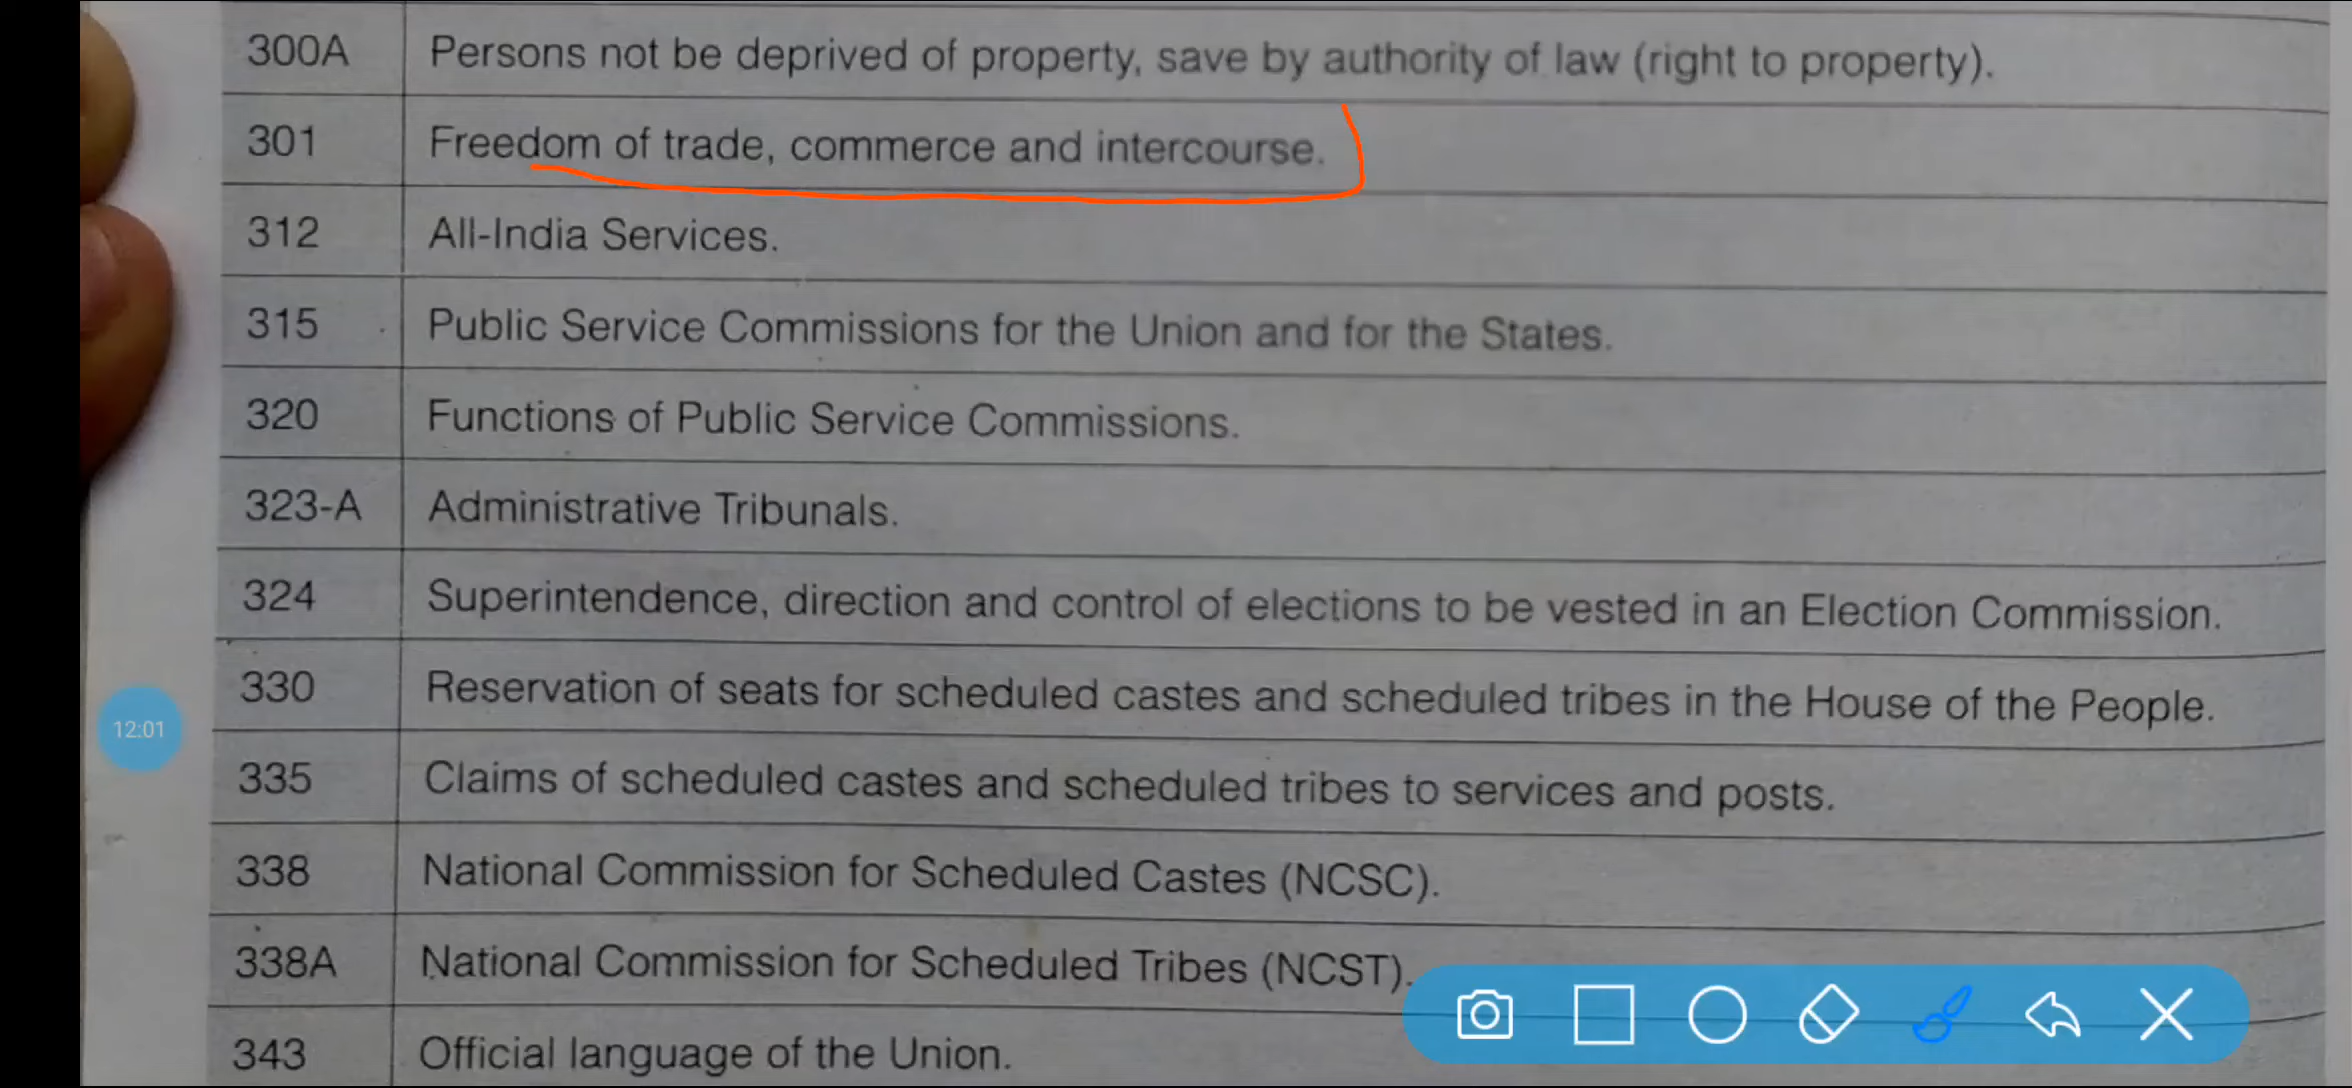 300A Persons not be deprived of property, save by authority of law (right to property).
301 Freedom of trade, commerce and intercourse.
312 All-India Services.
315 Public Service Commissions for the Union and for the States.
320 Functions of Public Service Commissions.
323-A Administrative Tribunals.
324 Superintendence, direction and control of elections to be vested in an Election Commission.
330 Reservation of seats for scheduled castes and scheduled tribes in the House of the People.
12:01
335 Claims of scheduled castes and scheduled tribes to services and posts.
338 National Commission for Scheduled Castes (NCSC).
338A National Commission for Scheduled Tribes (NCST).
343 Official language of the Union.